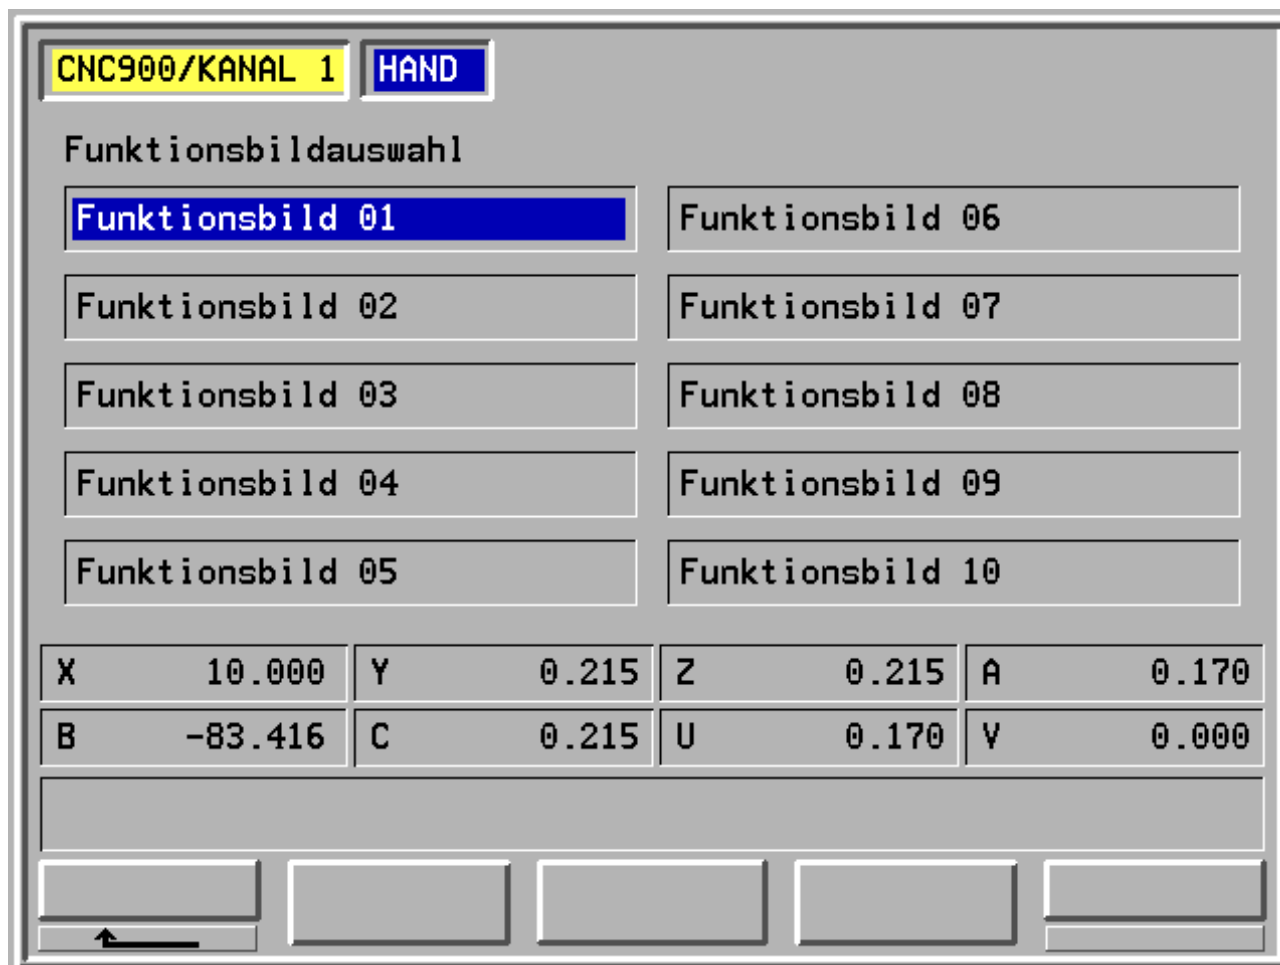 CNC900/KANAL 1 HAND
Funktionsbildauswahl
Funktionsbild 01 Funktionsbild 06
Funktionsbild 02 Funktionsbild 07
Funktionsbild 03 Funktionsbild 08
Funktionsbild 04 Funktionsbild 09
Funktionsbild 05 Funktionsbild 10
X 10.000 Y 0.215 Z 0.215 A 0.170
B -83.416 C 0.215 U 0.170 V 0.000